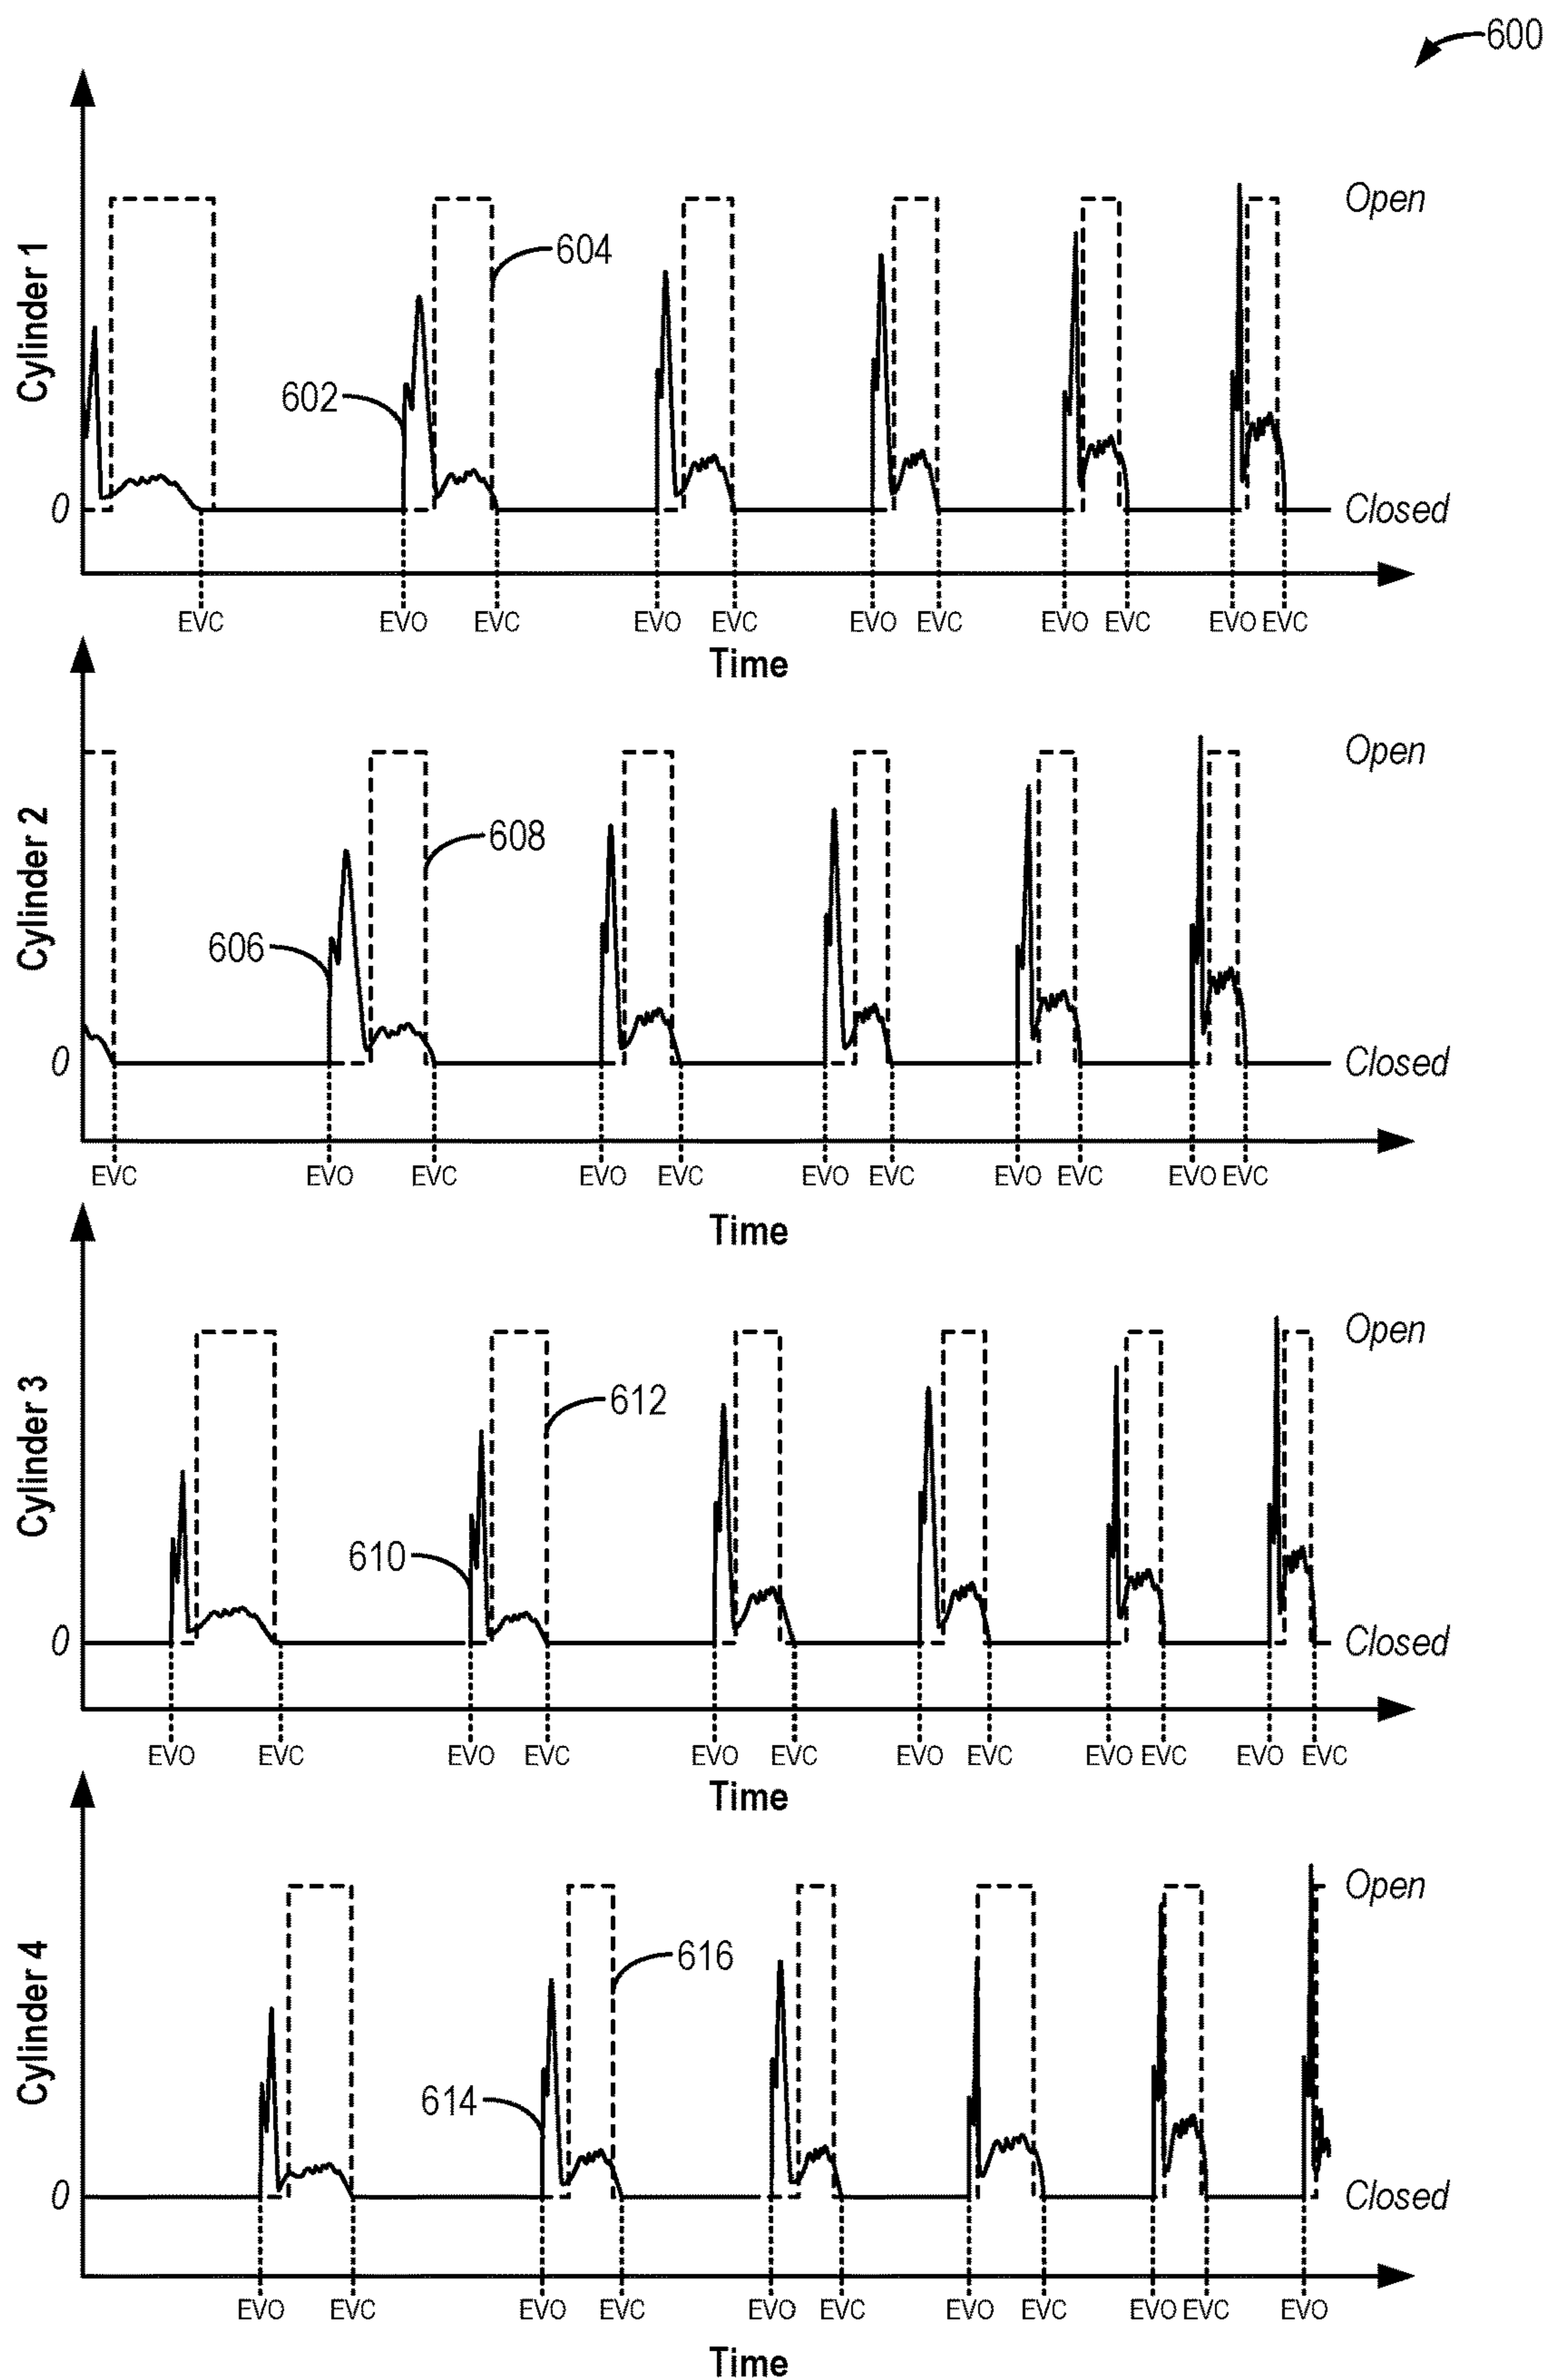 600
Cylinder 1
Open
604
602
0
Closed
EVC EVO EVC EVO EVC EVO EVC EVO EVC EVO EVC
Time
Cylinder 2
Open
608
606
0
Closed
EVC EVO EVC EVO EVC EVO EVC EVO EVC EVO EVC
Time
Cylinder 3
Open
612
610
0
Closed
EVO EVC EVO EVC EVO EVC EVO EVC EVO EVC EVO EVC
Time
Cylinder 4
Open
616
614
0
Closed
EVO EVC EVO EVC EVO EVC EVO EVC EVO EVC EVO
Time